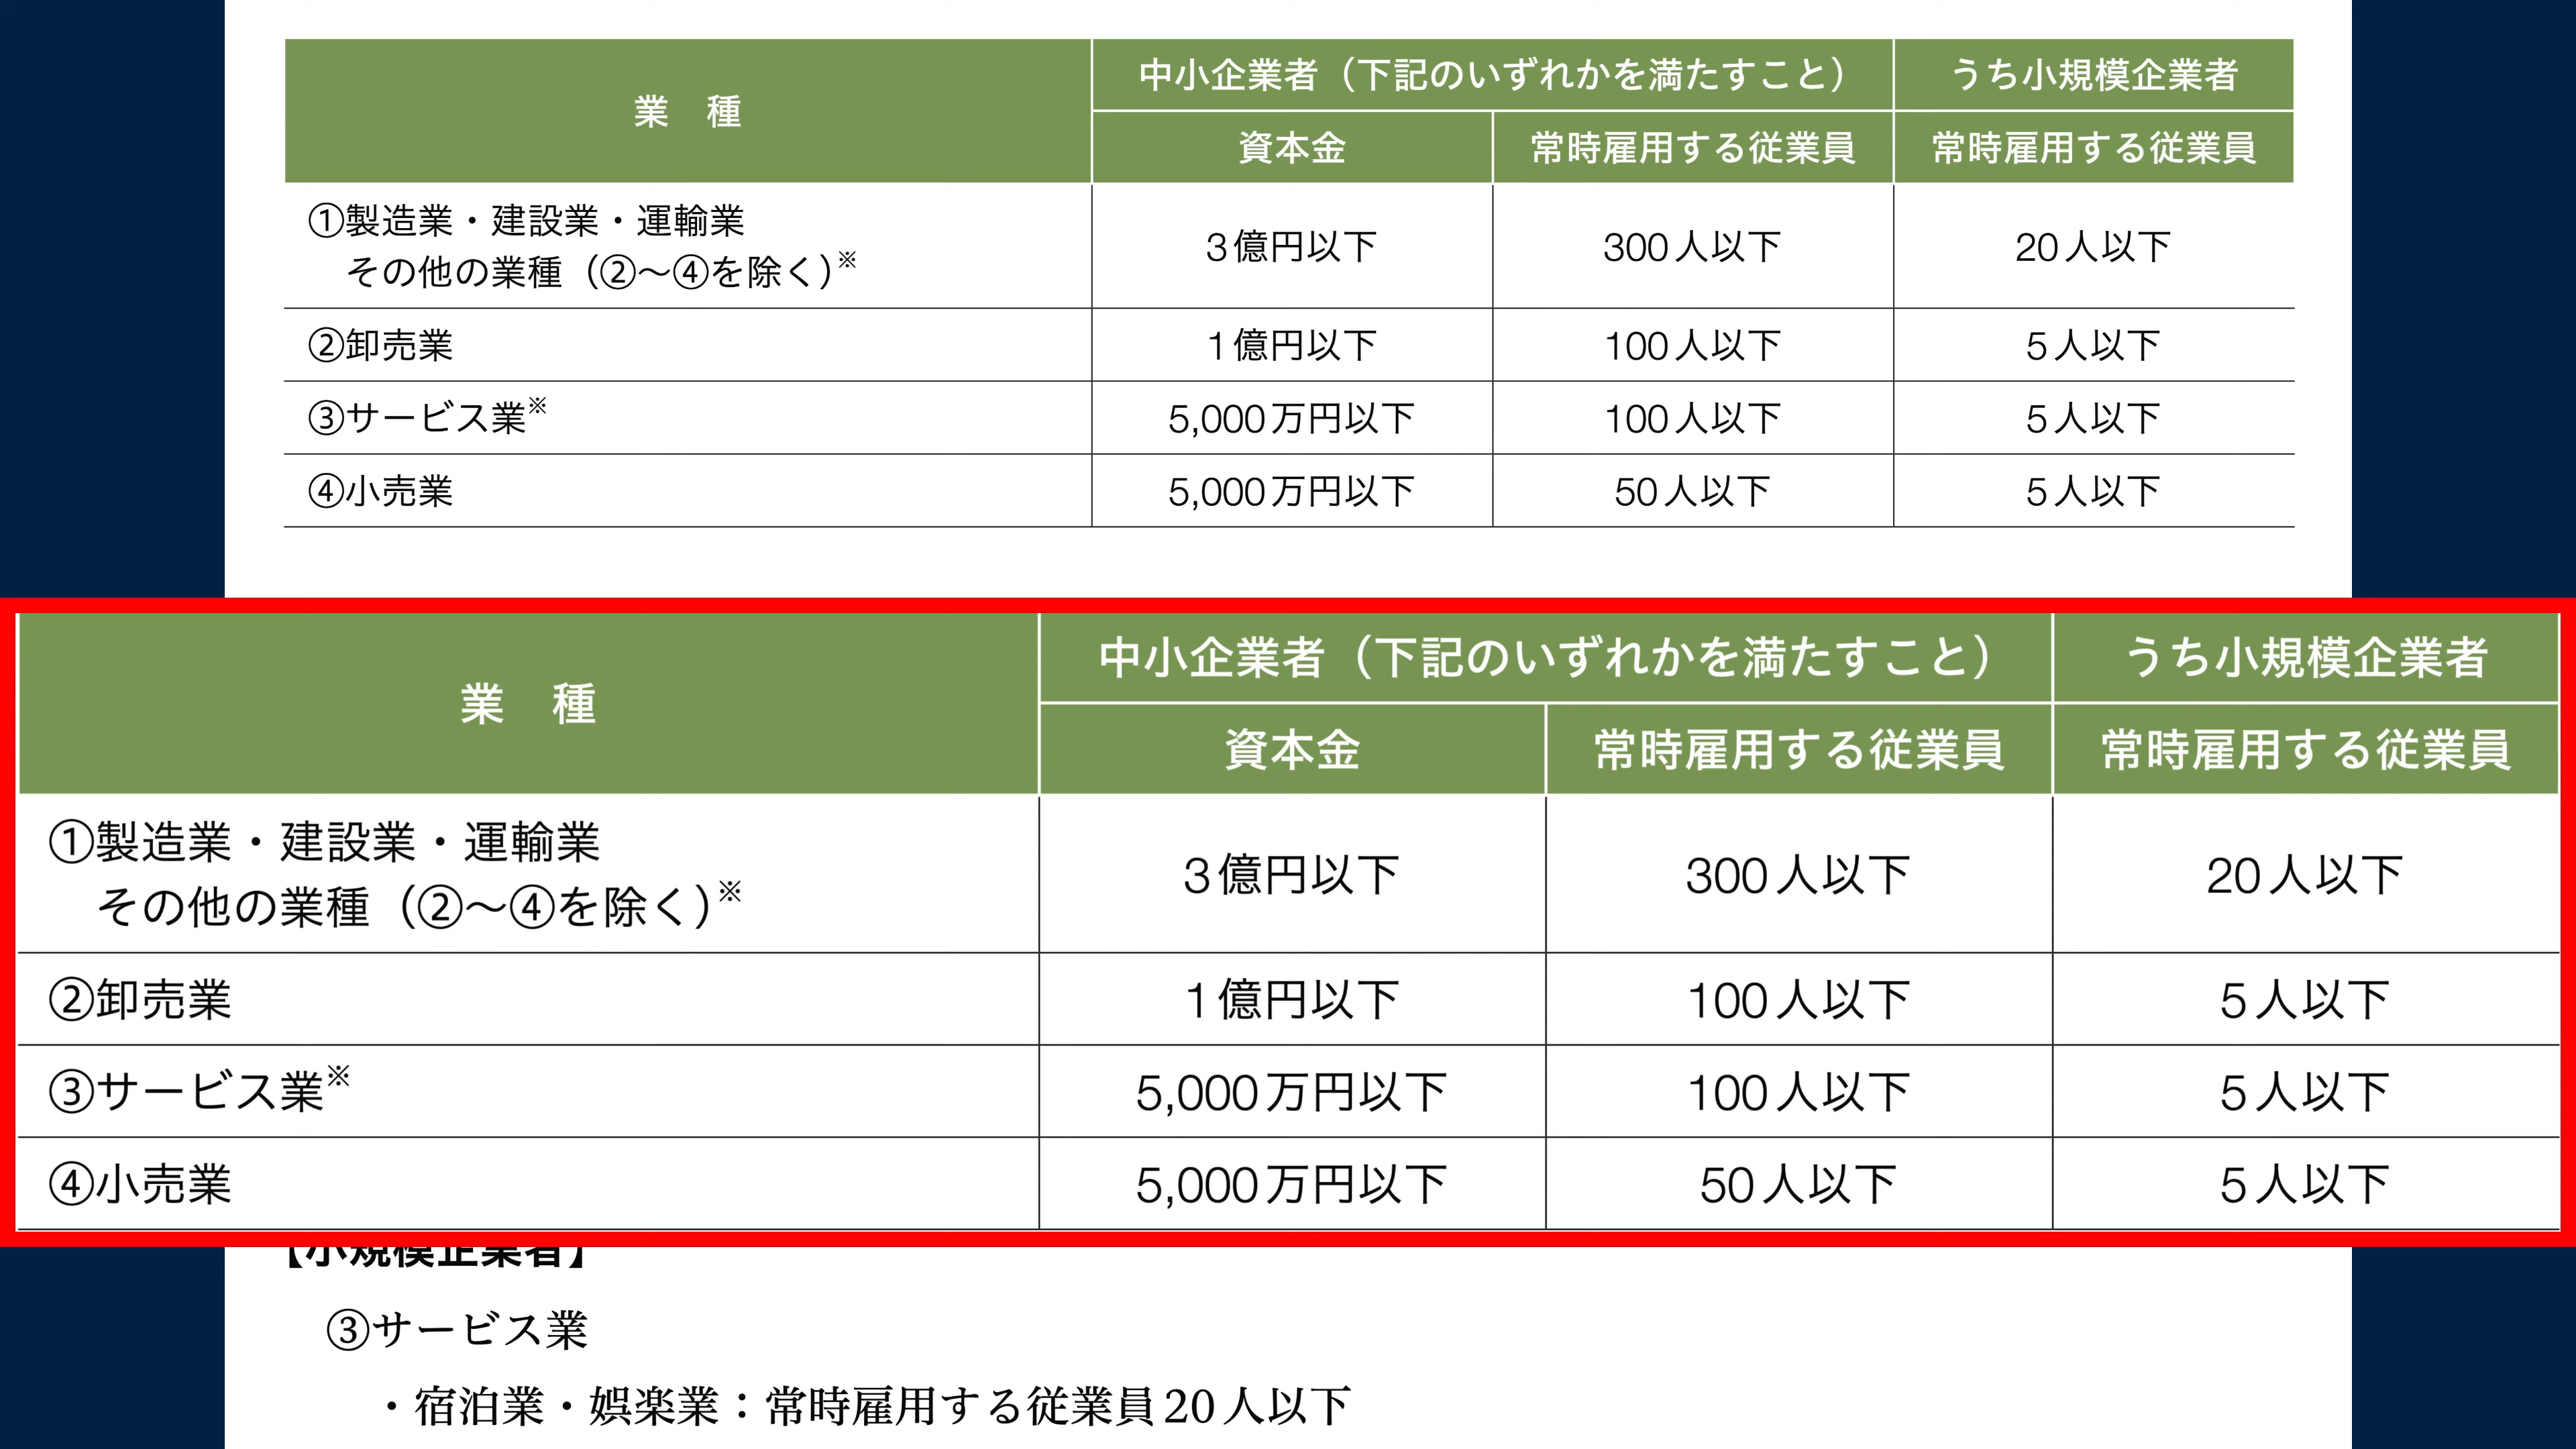 業　種 中小企業者（下記のいずれかを満たすこと） うち小規模企業者
資本金 常時雇用する従業員 常時雇用する従業員
①製造業・建設業・運輸業
その他の業種（②～④を除く）※ 3億円以下 300人以下 20人以下
②卸売業 1億円以下 100人以下 5人以下
③サービス業※ 5,000万円以下 100人以下 5人以下
④小売業 5,000万円以下 50人以下 5人以下
業　種 中小企業者（下記のいずれかを満たすこと） うち小規模企業者
資本金 常時雇用する従業員 常時雇用する従業員
①製造業・建設業・運輸業
その他の業種（②～④を除く）※ 3億円以下 300人以下 20人以下
②卸売業 1億円以下 100人以下 5人以下
③サービス業※ 5,000万円以下 100人以下 5人以下
④小売業 5,000万円以下 50人以下 5人以下
【小規模企業者】
③サービス業
・宿泊業・娯楽業：常時雇用する従業員20人以下